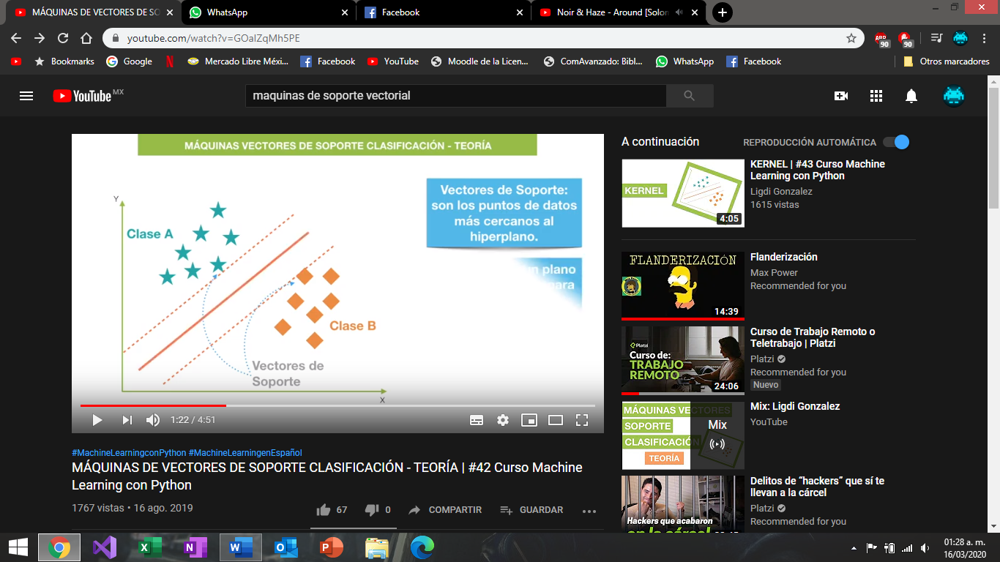 MÁQUINAS DE VECTORES DE SO
WhatsApp
Facebook
Noir & Haze - Around [Solom
youtube.com/watch?v=GOalZqMh5PE
ABP
90
90
Bookmarks
Google
Mercado Libre Méxi...
Facebook
YouTube
Moodle de la Licen...
ComAvanzado: Bibl...
WhatsApp
Facebook
Otros marcadores
YouTube MX
maquinas de soporte vectorial
MÁQUINAS VECTORES DE SOPORTE CLASIFICACIÓN - TEORÍA
Vectores de Soporte:
son los puntos de datos
más cercanos al
hiperplano.
un plano
para
Y
Clase A
Clase B
Vectores de
Soporte
X
1:22 / 4:51
#MachineLearningconPython #MachineLearningenEspañol
MÁQUINAS DE VECTORES DE SOPORTE CLASIFICACIÓN - TEORÍA | #42 Curso Machine
Learning con Python
1767 vistas • 16 ago. 2019
67
0
COMPARTIR
GUARDAR
A continuación
REPRODUCCIÓN AUTOMÁTICA
KERNEL
4:05
KERNEL | #43 Curso Machine
Learning con Python
Ligdi Gonzalez
1615 vistas
FLANDERIZACIÓN
14:39
Flanderización
Max Power
Recommended for you
Platzi
Curso de:
TRABAJO
REMOTO
24:06
Curso de Trabajo Remoto o
Teletrabajo | Platzi
Platzi
Recommended for you
Nuevo
MÁQUINAS VECTORES
SOPORTE
CLASIFICACIÓN
TEORÍA
Mix
Mix: Ligdi Gonzalez
YouTube
Hackers que acabaron
en la cárcel
Delitos de “hackers” que sí te
llevan a la cárcel
Platzi
Recommended for you
01:28 a. m.
16/03/2020